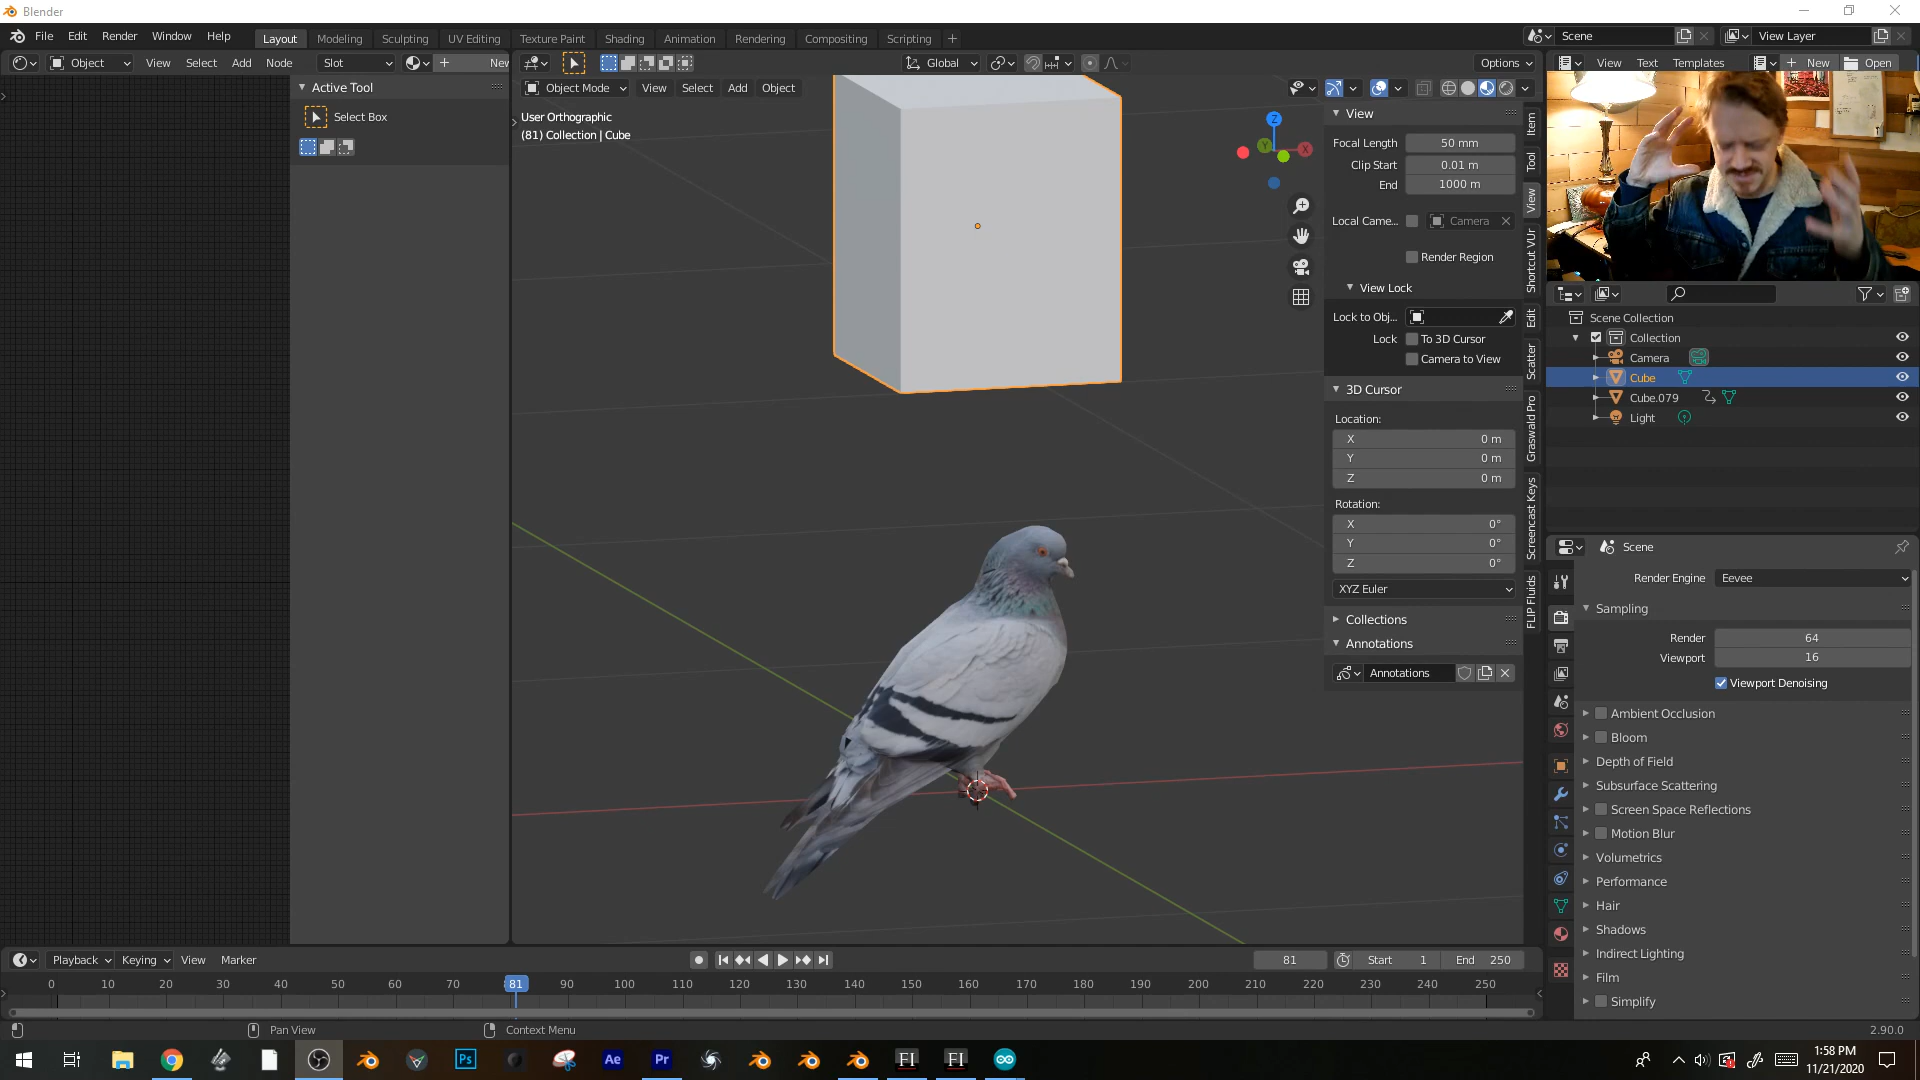 Blender
File Edit Render Window Help
Layout Modeling Sculpting UV Editing Texture Paint Shading Animation Rendering Compositing Scripting +
Scene
View Layer
Object View Select Add Node Slot New
Global Options
View Text Templates New Open
Active Tool
Select Box
Object Mode View Select Add Object
User Orthographic
(81) Collection | Cube
Z
Y
X
View
Focal Length 50 mm
Clip Start 0.01 m
End 1000 m
Local Came... Camera
Render Region
View Lock
Lock to Obj...
Lock To 3D Cursor
Camera to View
3D Cursor
Location:
X 0 m
Y 0 m
Z 0 m
Rotation:
X 0°
Y 0°
Z 0°
XYZ Euler
Collections
Annotations
Annotations
Item
Tool
View
Shortcut VUr
Edit
Scatter
Graswald Pro
Screencast Keys
FLIP Fluids
Scene Collection
Collection
Camera
Cube
Cube.079
Light
Scene
Render Engine Eevee
Sampling
Render 64
Viewport 16
Viewport Denoising
Ambient Occlusion
Bloom
Depth of Field
Subsurface Scattering
Screen Space Reflections
Motion Blur
Volumetrics
Performance
Hair
Shadows
Indirect Lighting
Film
Simplify
Playback Keying View Marker
81 Start 1 End 250
0 10 20 30 40 50 60 70 81 90 100 110 120 130 140 150 160 170 180 190 200 210 220 230 240 250
Pan View Context Menu 2.90.0
Ps Ae Pr FI FI
1:58 PM
11/21/2020